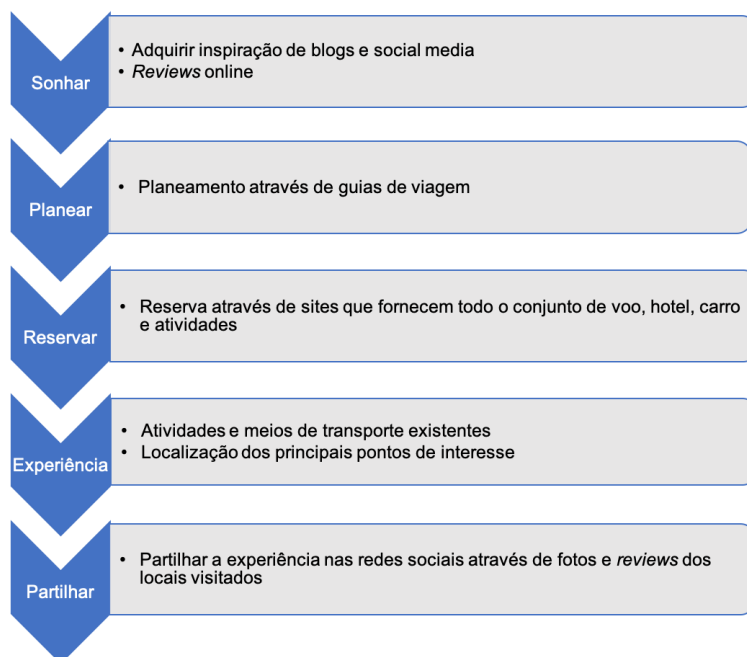 Sonhar
• Adquirir inspiração de blogs e social media
• Reviews online
Planear
• Planeamento através de guias de viagem
Reservar
• Reserva através de sites que fornecem todo o conjunto de voo, hotel, carro
e atividades
Experiência
• Atividades e meios de transporte existentes
• Localização dos principais pontos de interesse
Partilhar
• Partilhar a experiência nas redes sociais através de fotos e reviews dos
locais visitados